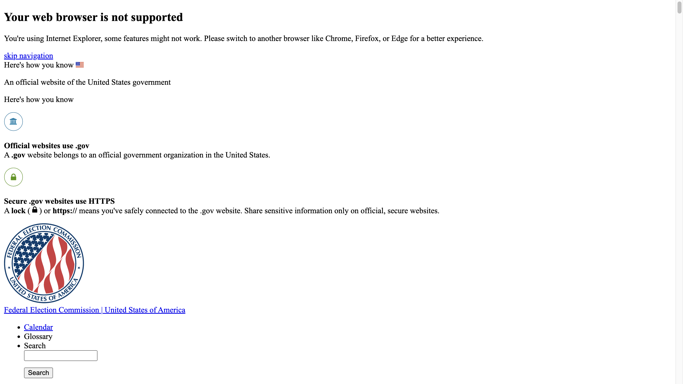 Your web browser is not supported
You're using Internet Explorer, some features might not work. Please switch to another browser like Chrome, Firefox, or Edge for a better experience.
skip navigation
Here's how you know
An official website of the United States government
Here's how you know
Official websites use .gov
A .gov website belongs to an official government organization in the United States.
Secure .gov websites use HTTPS
A lock ( ) or https:// means you've safely connected to the .gov website. Share sensitive information only on official, secure websites.
FEDERAL ELECTION COMMISSION
UNITED STATES OF AMERICA
Federal Election Commission | United States of America
Calendar
Glossary
Search
Search